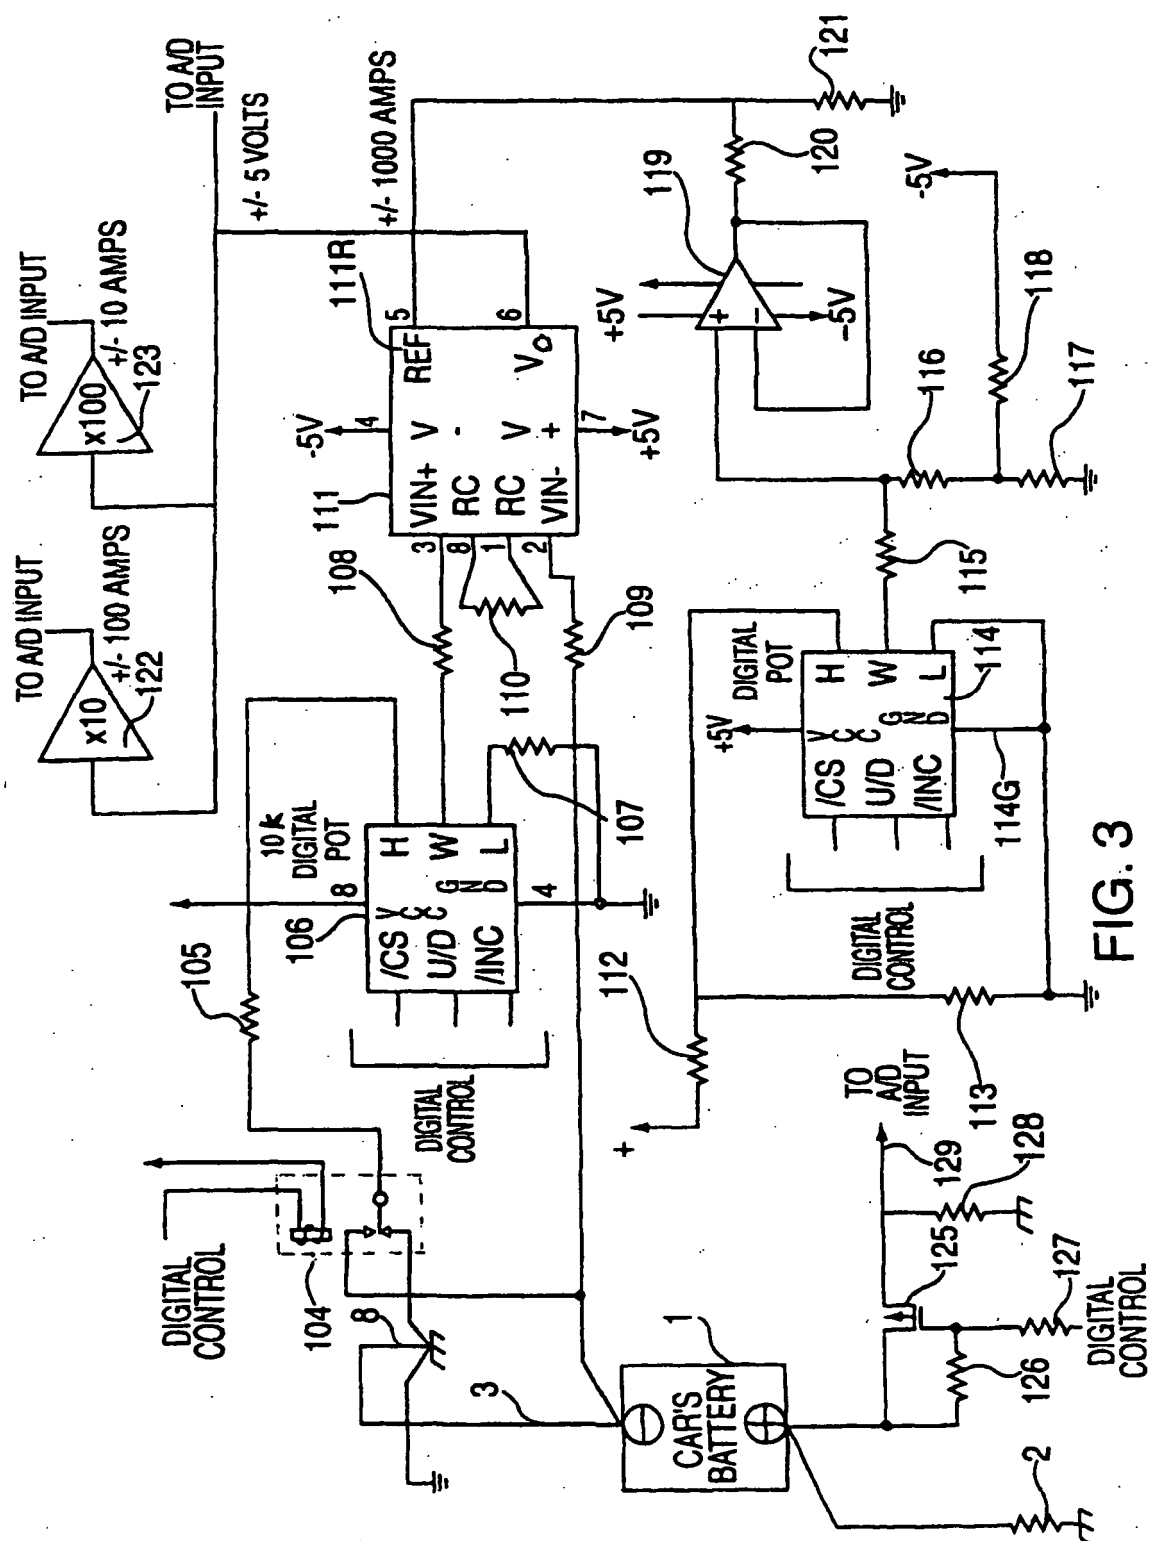 TO A/D INPUT
x10
+/- 100 AMPS
122
TO A/D INPUT
x100
+/- 10 AMPS
123
TO A/D
INPUT
+/- 5 VOLTS
+/- 1000 AMPS
DIGITAL
CONTROL
104
8
3
105
10k
DIGITAL
POT
8
106
VCC
H
/CS
W
U/D
GND
L
/INC
4
DIGITAL
CONTROL
107
108
109
110
111
111R
-5V
4
5
REF
VIN+
V
-
3
RC
8
RC
1
V
+
VIN-
2
VO
6
7
+5V
112
+
113
DIGITAL
POT
+5V
VCC
H
/CS
W
U/D
GND
L
/INC
114
114G
DIGITAL
CONTROL
115
116
117
118
-5V
119
+5V
+
-
-5V
120
121
1
CAR'S
BATTERY
2
TO
A/D
INPUT
129
128
125
127
126
DIGITAL
CONTROL
FIG. 3